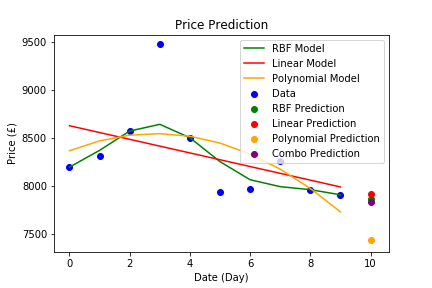 Price Prediction
9500
9000
8500
8000
7500
Price (£)
RBF Model
Linear Model
Polynomial Model
Data
RBF Prediction
Linear Prediction
Polynomial Prediction
Combo Prediction
0 2 4 6 8 10
Date (Day)